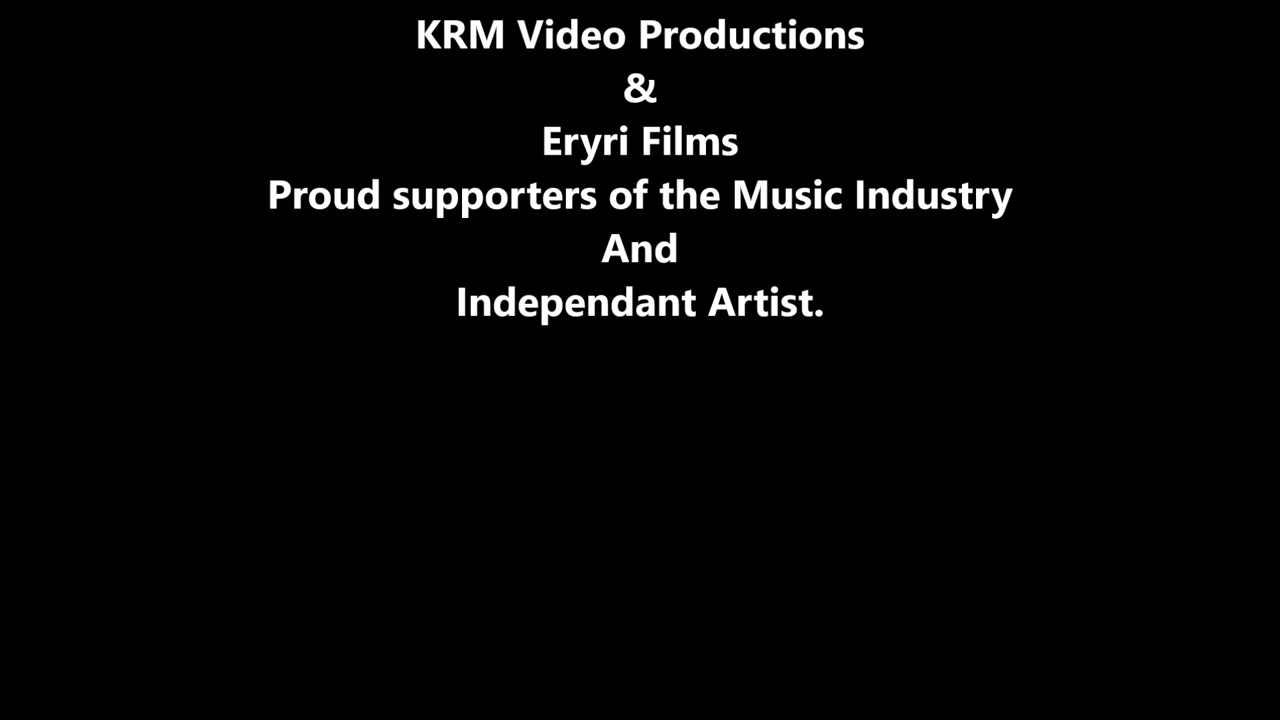 KRM Video Productions
&
Eryri Films
Proud supporters of the Music Industry
And
Independant Artist.